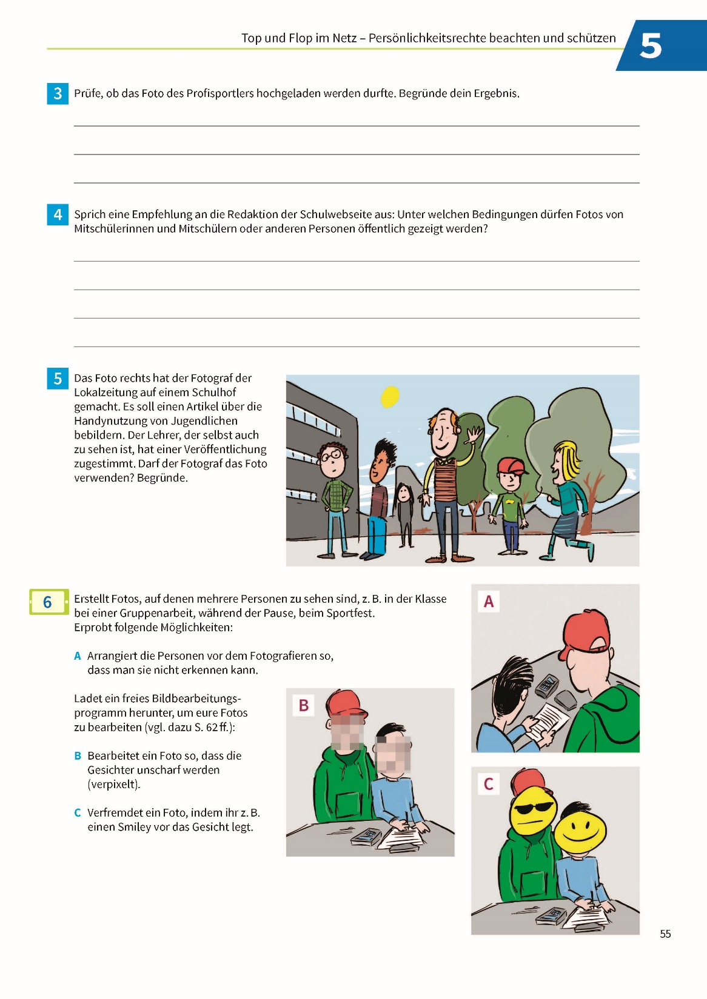 Top und Flop im Netz – Persönlichkeitsrechte beachten und schützen
5
3 Prüfe, ob das Foto des Profisportlers hochgeladen werden durfte. Begründe dein Ergebnis.
4 Sprich eine Empfehlung an die Redaktion der Schulwebseite aus: Unter welchen Bedingungen dürfen Fotos von
Mitschülerinnen und Mitschülern oder anderen Personen öffentlich gezeigt werden?
5 Das Foto rechts hat der Fotograf der
Lokalzeitung auf einem Schulhof
gemacht. Es soll einen Artikel über die
Handynutzung von Jugendlichen
bebildern. Der Lehrer, der selbst auch
zu sehen ist, hat einer Veröffentlichung
zugestimmt. Darf der Fotograf das Foto
verwenden? Begründe.
6 Erstellt Fotos, auf denen mehrere Personen zu sehen sind, z. B. in der Klasse
bei einer Gruppenarbeit, während der Pause, beim Sportfest.
Erprobt folgende Möglichkeiten:
A Arrangiert die Personen vor dem Fotografieren so,
dass man sie nicht erkennen kann.
Ladet ein freies Bildbearbeitungs-
programm herunter, um eure Fotos
zu bearbeiten (vgl. dazu S. 62 ff.):
B Bearbeitet ein Foto so, dass die
Gesichter unscharf werden
(verpixelt).
C Verfremdet ein Foto, indem ihr z. B.
einen Smiley vor das Gesicht legt.
A
B
C
55